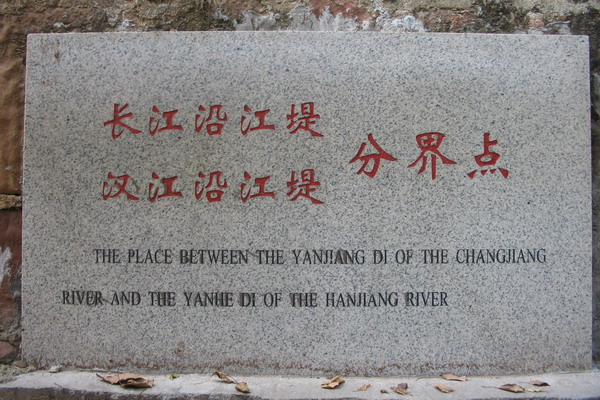 长江沿江堤
汉江沿江堤
分界点
THE PLACE BETWEEN THE YANJIANG DI OF THE CHANGJIANG
RIVER AND THE YANHE DI OF THE HANJIANG RIVER